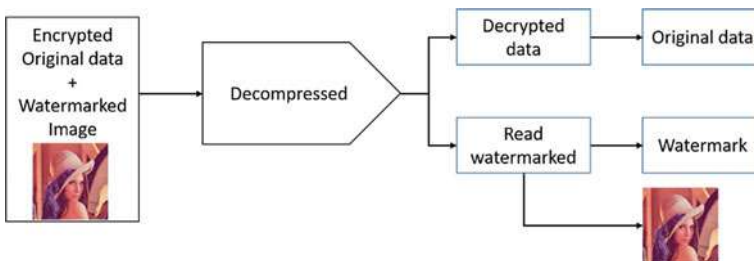 Encrypted
Original data
+
Watermarked
Image
Decompressed
Decrypted
data
Original data
Read
watermarked
Watermark